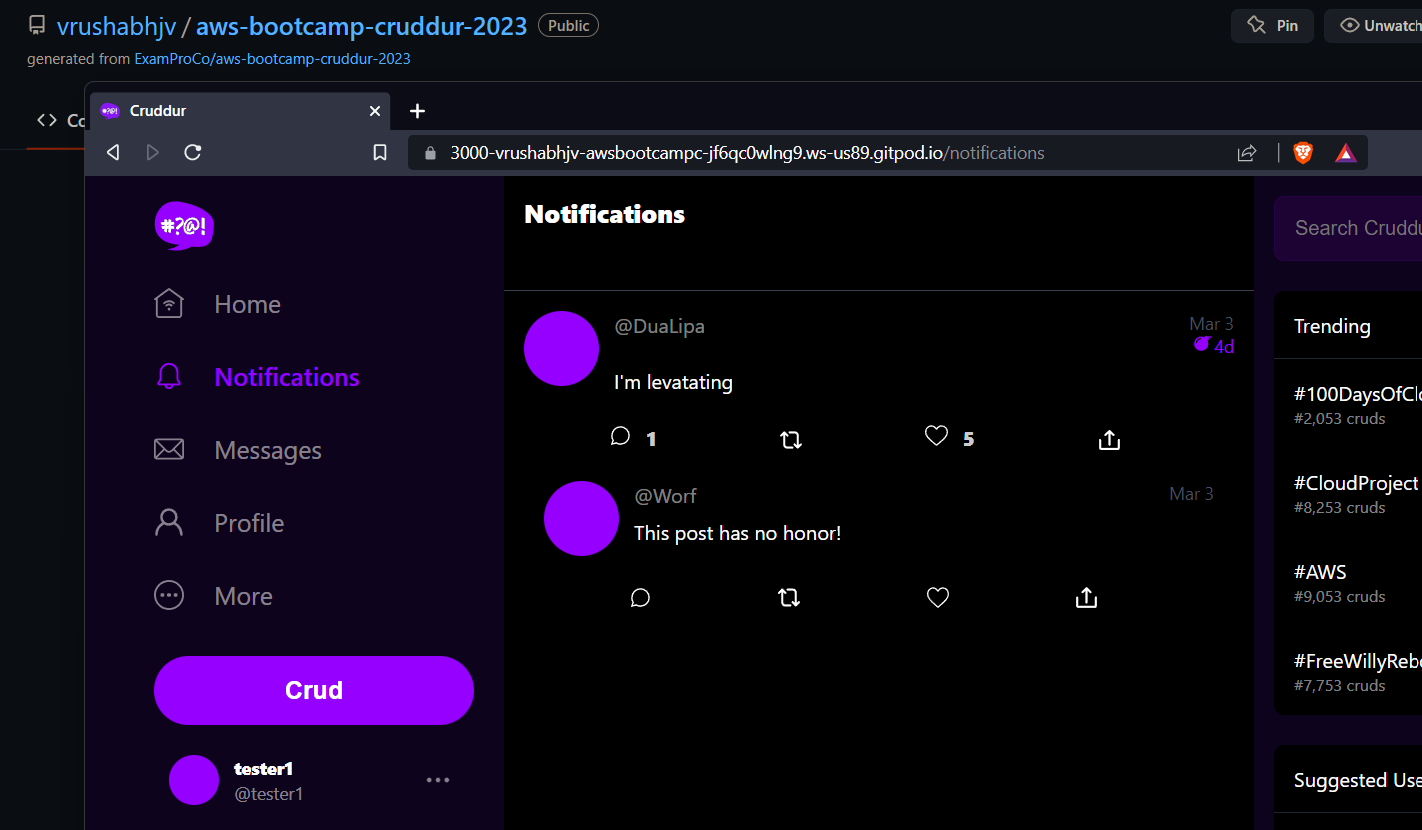 vrushabhjv / aws-bootcamp-cruddur-2023 Public
Pin
Unwatch
generated from ExamProCo/aws-bootcamp-cruddur-2023
#?@! Cruddur
Co
3000-vrushabhjv-awsbootcampc-jf6qc0wlng9.ws-us89.gitpod.io/notifications
#?@!
Home
Notifications
Messages
Profile
More
Crud
tester1
@tester1
Notifications
@DuaLipa
Mar 3
4d
I'm levatating
1
5
@Worf
Mar 3
This post has no honor!
Search Cruddu
Trending
#100DaysOfClo
#2,053 cruds
#CloudProject
#8,253 cruds
#AWS
#9,053 cruds
#FreeWillyRebo
#7,753 cruds
Suggested Use